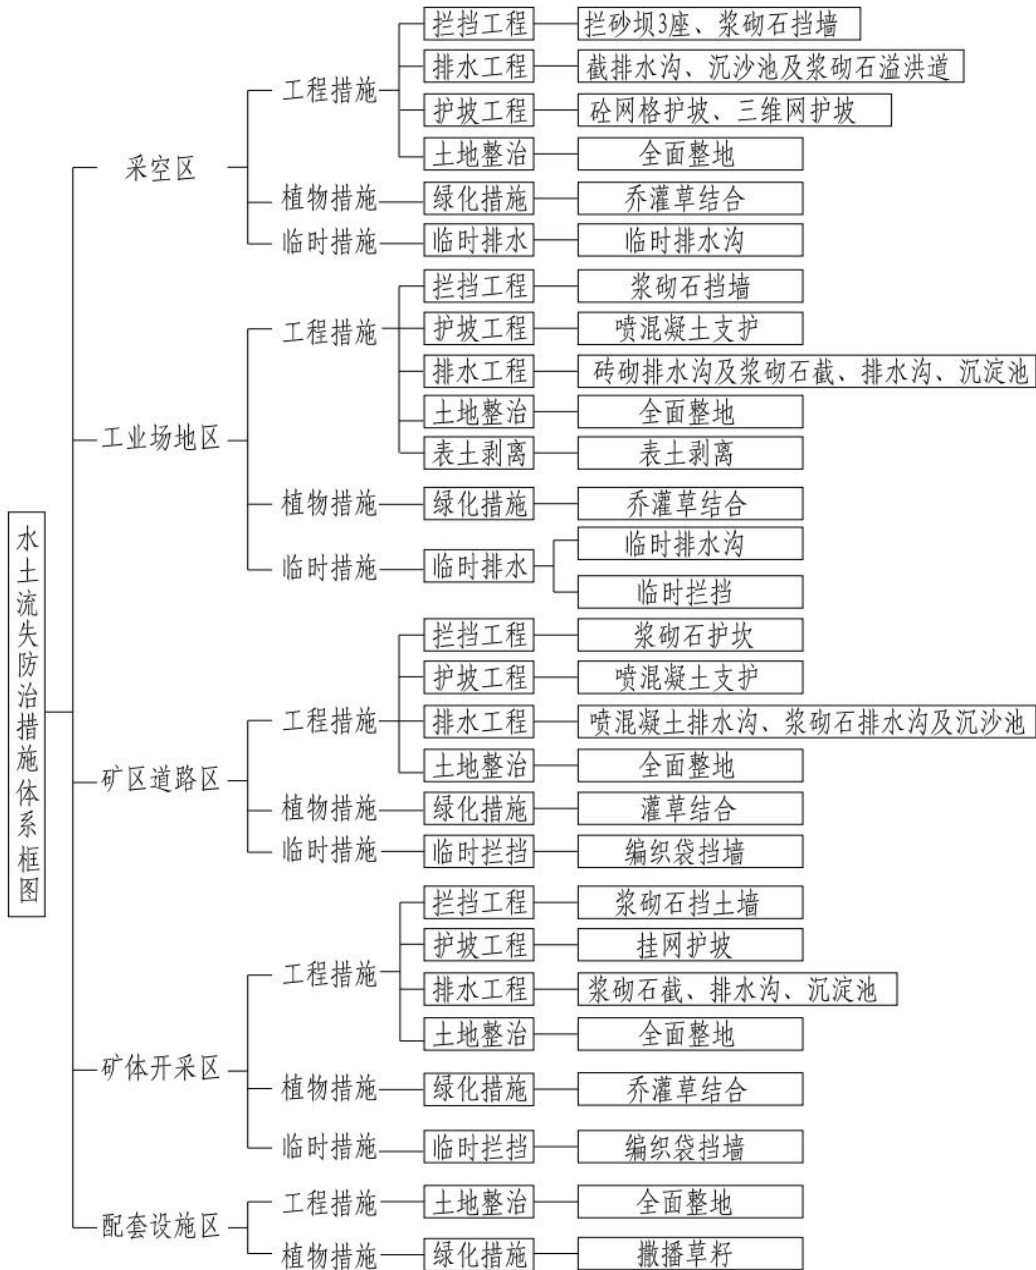 水土流失防治措施体系框图
采空区
工程措施
拦挡工程
拦砂坝3座、浆砌石挡墙
排水工程
截排水沟、沉沙池及浆砌石溢洪道
护坡工程
砼网格护坡、三维网护坡
土地整治
全面整地
植物措施
绿化措施
乔灌草结合
临时措施
临时排水
临时排水沟
工业场地区
工程措施
拦挡工程
浆砌石挡墙
护坡工程
喷混凝土支护
排水工程
砖砌排水沟及浆砌石截、排水沟、沉淀池
土地整治
全面整地
表土剥离
表土剥离
植物措施
绿化措施
乔灌草结合
临时措施
临时排水
临时排水沟
临时拦挡
矿区道路区
工程措施
拦挡工程
浆砌石护坎
护坡工程
喷混凝土支护
排水工程
喷混凝土排水沟、浆砌石排水沟及沉沙池
土地整治
全面整地
植物措施
绿化措施
灌草结合
临时措施
临时拦挡
编织袋挡墙
矿体开采区
工程措施
拦挡工程
浆砌石挡土墙
护坡工程
挂网护坡
排水工程
浆砌石截、排水沟、沉淀池
土地整治
全面整地
植物措施
绿化措施
乔灌草结合
临时措施
临时拦挡
编织袋挡墙
配套设施区
工程措施
土地整治
全面整地
植物措施
绿化措施
撒播草籽